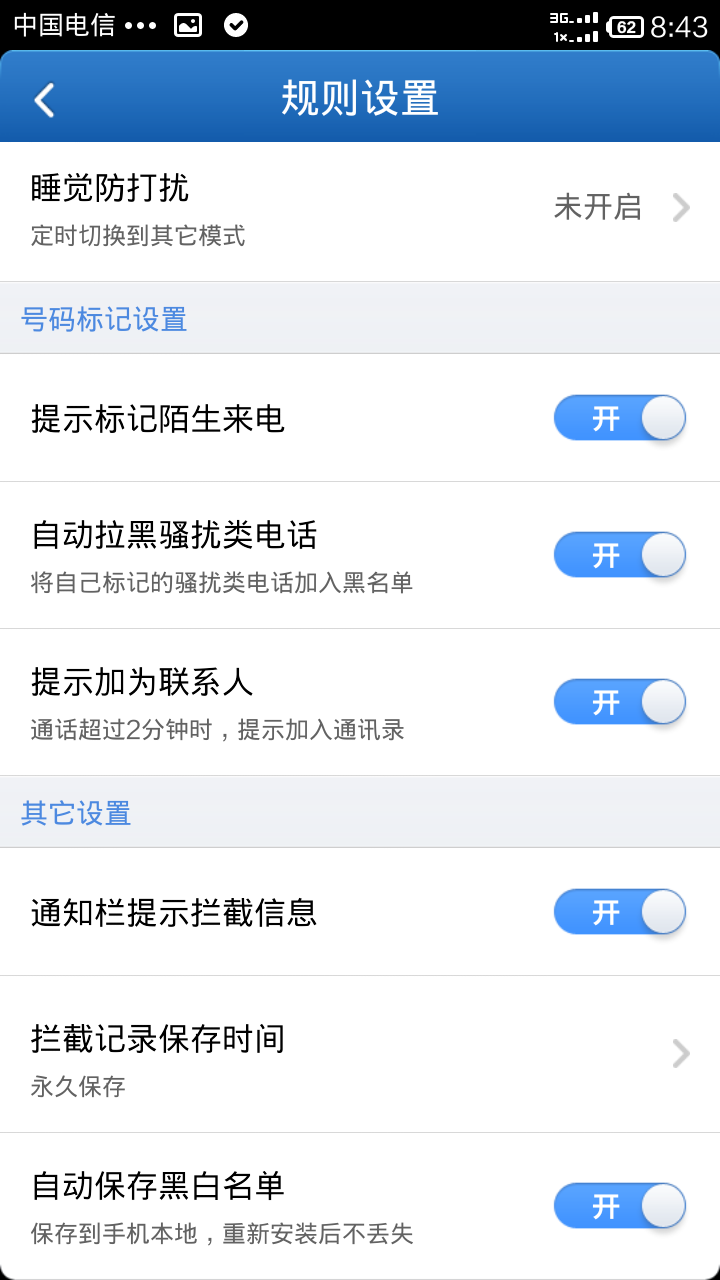 中国电信 ••• 3G 1x 62 8:43
规则设置
睡觉防打扰
未开启
定时切换到其它模式
号码标记设置
提示标记陌生来电
开
自动拉黑骚扰类电话
开
将自己标记的骚扰类电话加入黑名单
提示加为联系人
开
通话超过2分钟时，提示加入通讯录
其它设置
通知栏提示拦截信息
开
拦截记录保存时间
永久保存
自动保存黑白名单
开
保存到手机本地，重新安装后不丢失